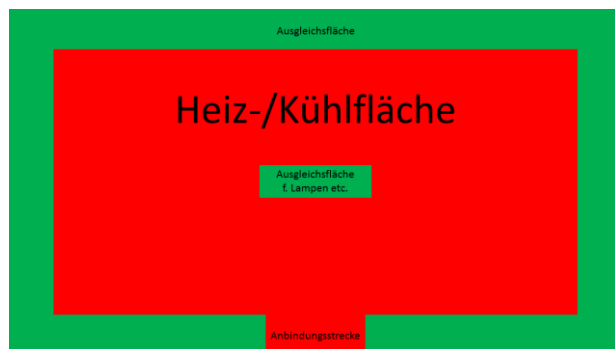 Ausgleichsfläche
Heiz-/Kühlfläche
Ausgleichsfläche
f. Lampen etc.
Anbindungsstrecke